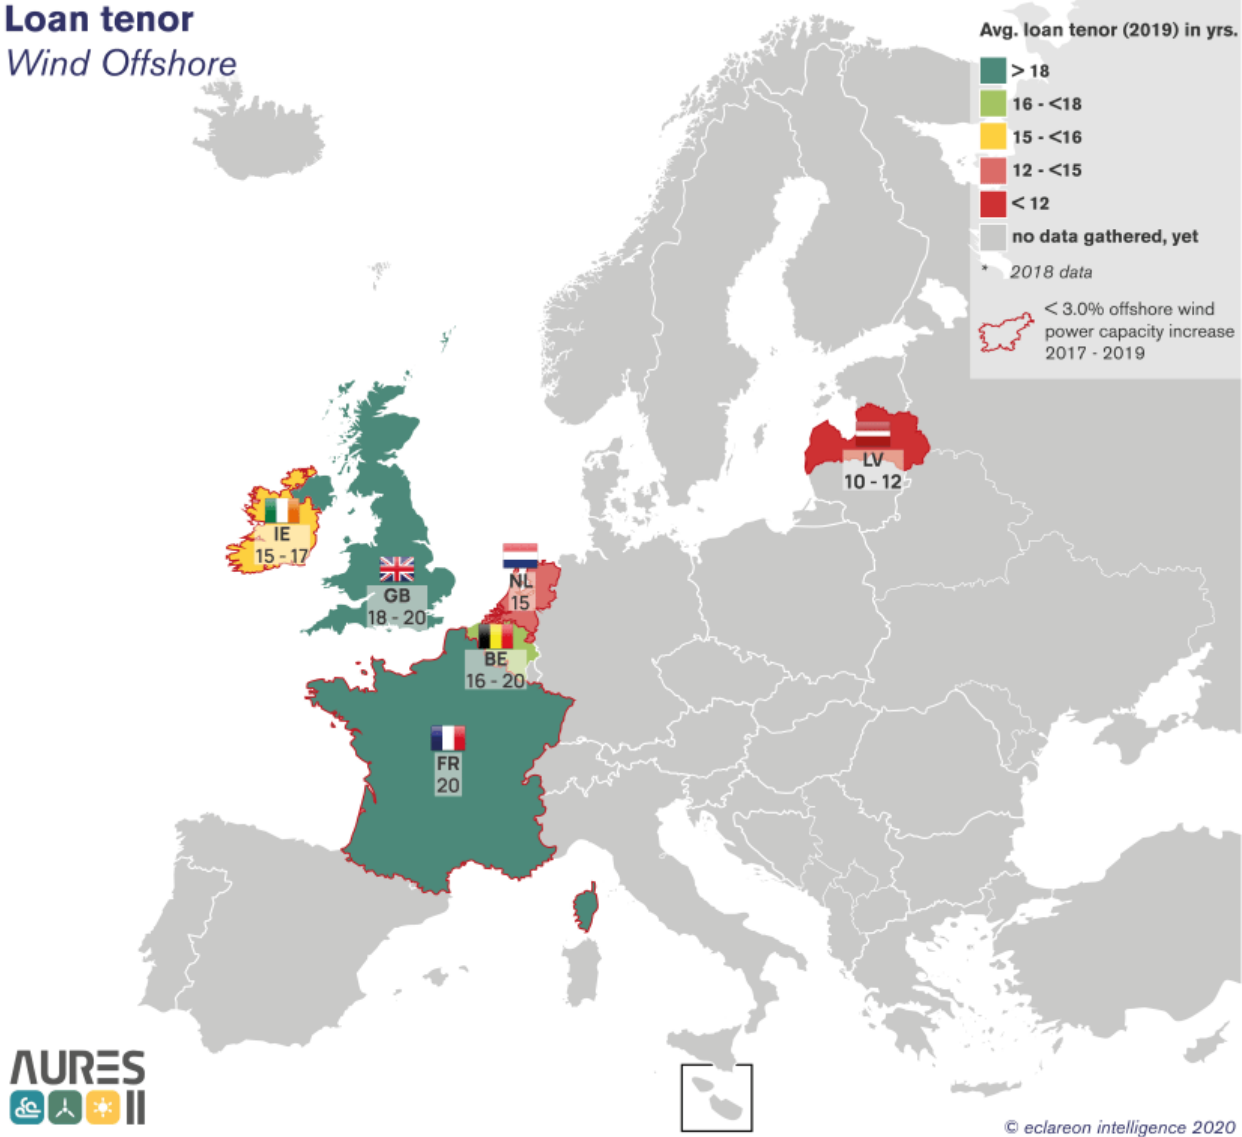 Loan tenor
Wind Offshore
Avg. loan tenor (2019) in yrs.
> 18
16 - <18
15 - <16
12 - <15
< 12
no data gathered, yet
* 2018 data
< 3.0% offshore wind
power capacity increase
2017 - 2019
LV
10 - 12
IE
15 - 17
GB
18 - 20
NL
15
BE
16 - 20
FR
20
AURES
II
© eclareon intelligence 2020